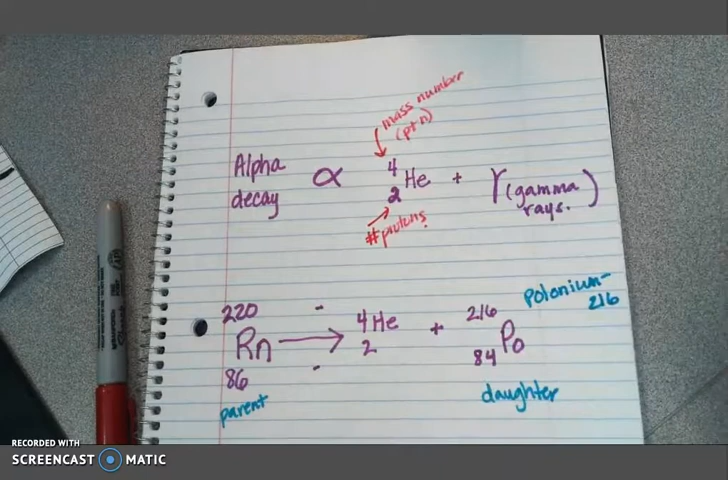 mass number
(p+n)
Alpha
decay
α
4
2
He + γ (gamma
rays.)
# protons
220
Rn
86
parent
→
4
He
2
+
216
Po
84
daughter
Polonium-
216
RECORDED WITH
SCREENCAST MATIC